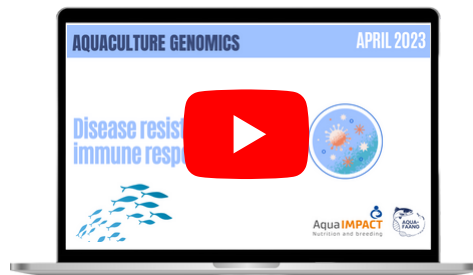 AQUACULTURE GENOMICS
APRIL 2023
Disease resist
immune respo
AquaIMPACT
Nutrition and breeding
AQUA-
FAANG